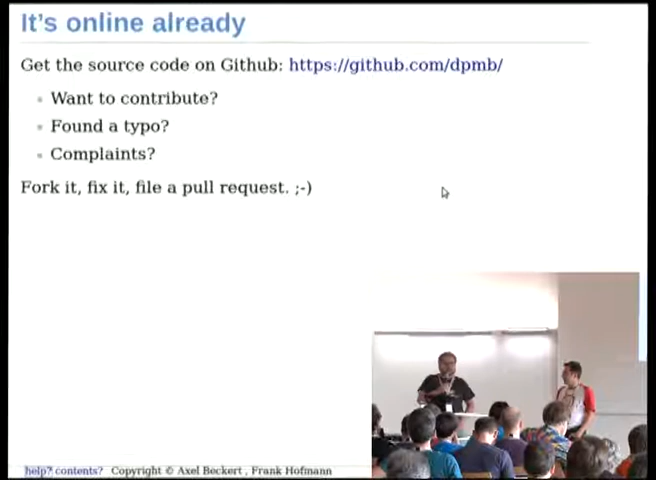 It's online already
Get the source code on Github: https://github.com/dpmb/
Want to contribute?
Found a typo?
Complaints?
Fork it, fix it, file a pull request. ;-)
help? contents? Copyright © Axel Beckert , Frank Hofmann